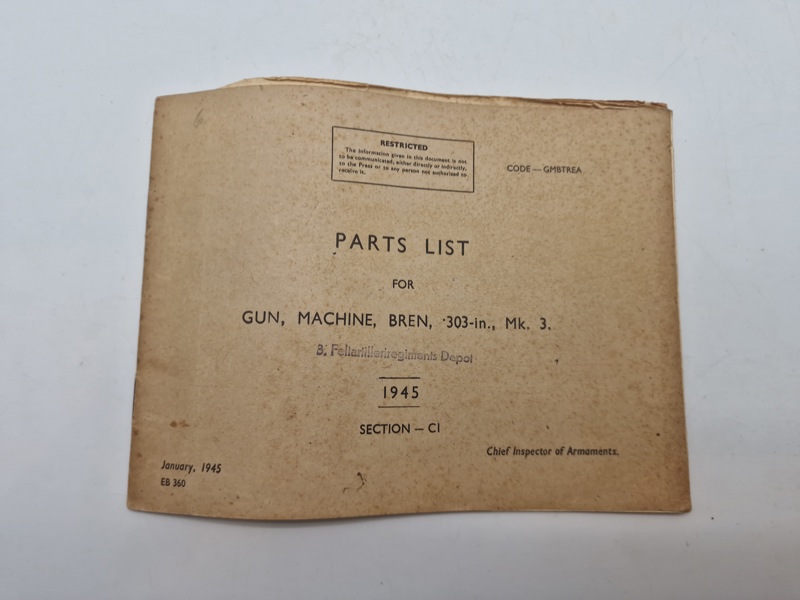 RESTRICTED
The information given in this document is not
to be communicated, either directly or indirectly,
to the Press or to any person not authorised to
receive it.
CODE — GMBTREA
PARTS LIST
FOR
GUN, MACHINE, BREN, ·303-in., Mk. 3.
3. Feltartilleriregiments Depot
1945
SECTION — C1
Chief Inspector of Armaments.
January, 1945
EB 360